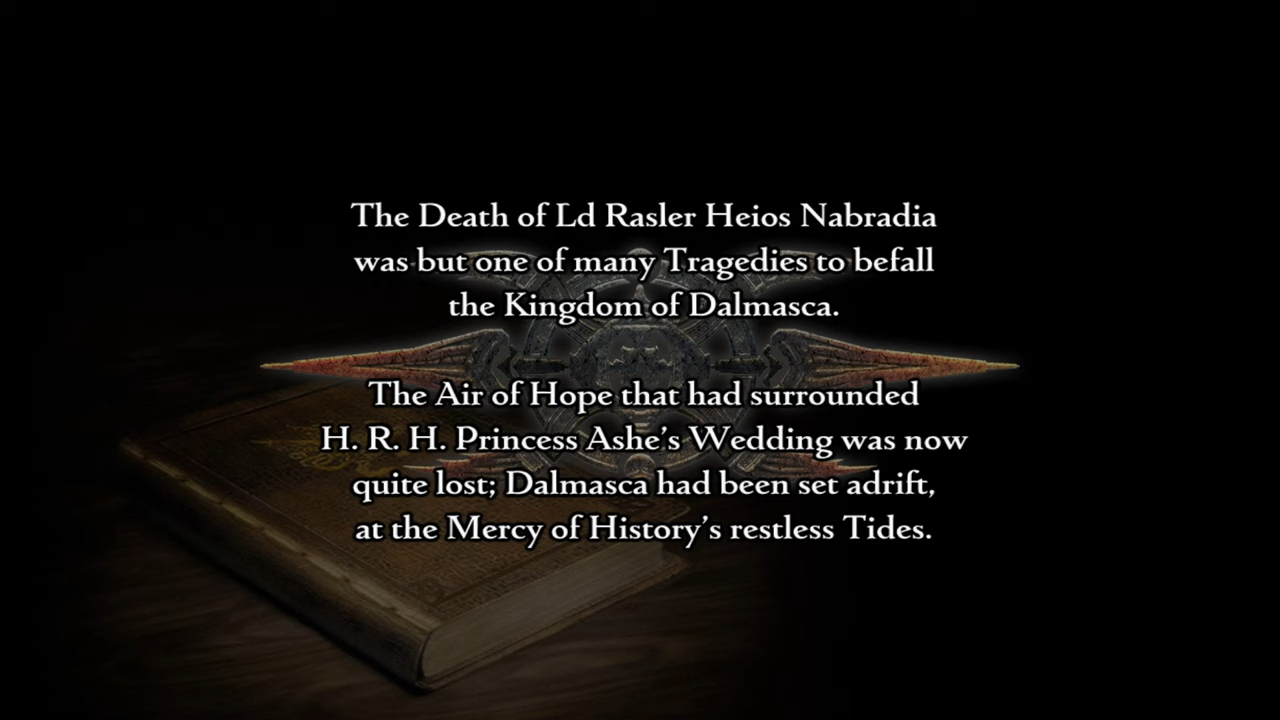 The Death of Ld Rasler Heios Nabradia
was but one of many Tragedies to befall
the Kingdom of Dalmasca.
The Air of Hope that had surrounded
H. R. H. Princess Ashe's Wedding was now
quite lost; Dalmasca had been set adrift,
at the Mercy of History's restless Tides.